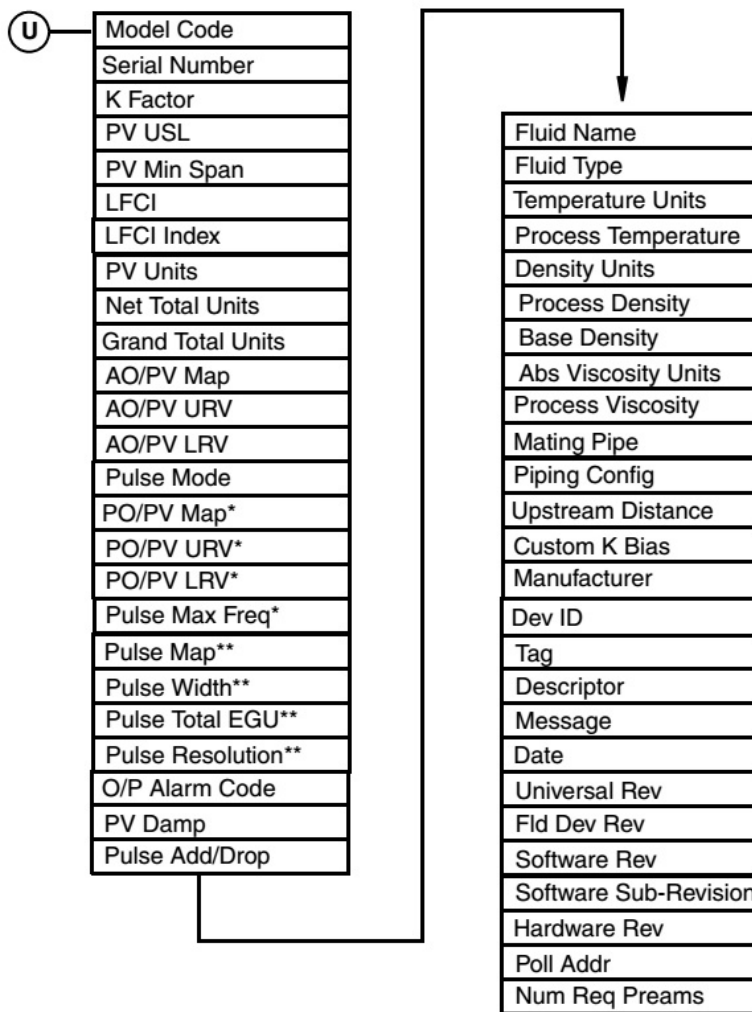 U
Model Code
Serial Number
K Factor
PV USL
PV Min Span
LFCI
LFCI Index
PV Units
Net Total Units
Grand Total Units
AO/PV Map
AO/PV URV
AO/PV LRV
Pulse Mode
PO/PV Map*
PO/PV URV*
PO/PV LRV*
Pulse Max Freq*
Pulse Map**
Pulse Width**
Pulse Total EGU**
Pulse Resolution**
O/P Alarm Code
PV Damp
Pulse Add/Drop
Fluid Name
Fluid Type
Temperature Units
Process Temperature
Density Units
Process Density
Base Density
Abs Viscosity Units
Process Viscosity
Mating Pipe
Piping Config
Upstream Distance
Custom K Bias
Manufacturer
Dev ID
Tag
Descriptor
Message
Date
Universal Rev
Fld Dev Rev
Software Rev
Software Sub-Revision
Hardware Rev
Poll Addr
Num Req Preams